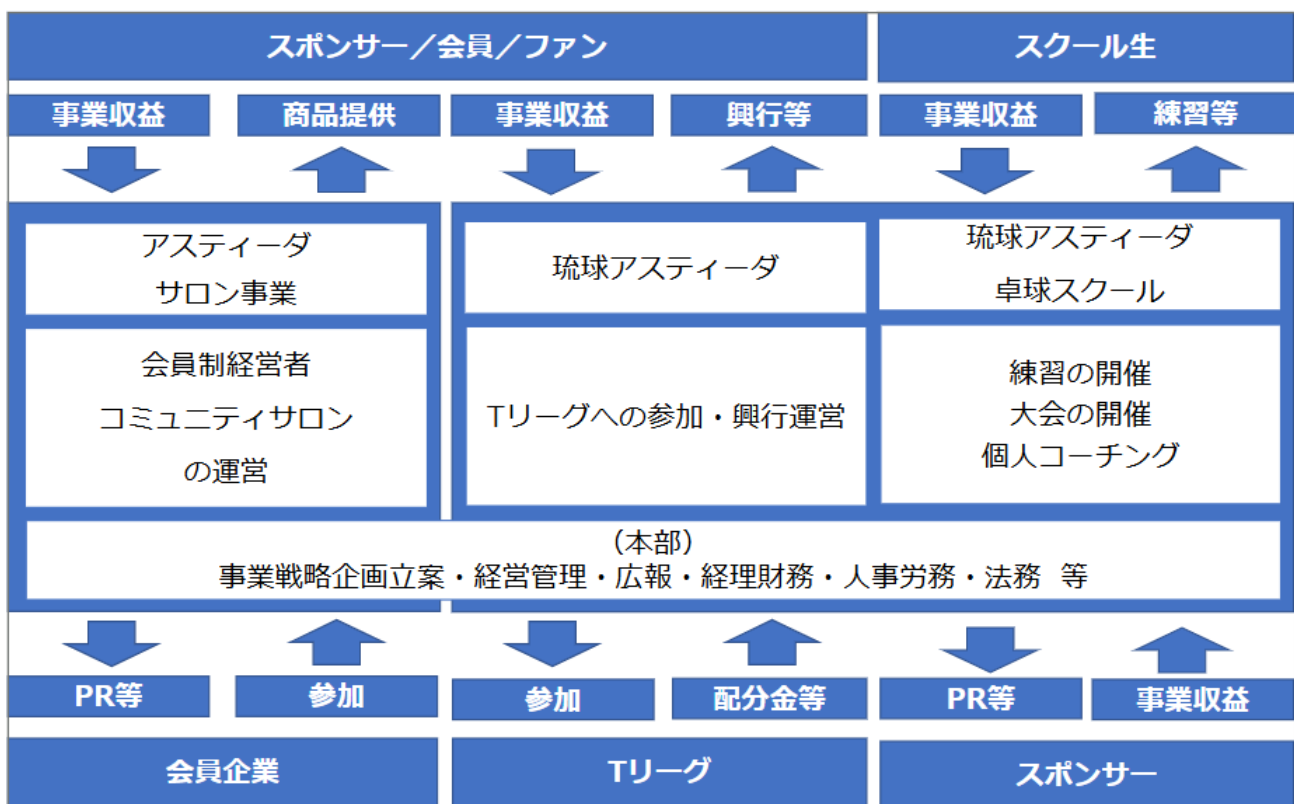 スポンサー／会員／ファン
スクール生
事業収益
商品提供
事業収益
興行等
事業収益
練習等
アスティーダ
サロン事業
琉球アスティーダ
琉球アスティーダ
卓球スクール
会員制経営者
コミュニティサロン
の運営
Tリーグへの参加・興行運営
練習の開催
大会の開催
個人コーチング
（本部）
事業戦略企画立案・経営管理・広報・経理財務・人事労務・法務 等
PR等
参加
参加
配分金等
PR等
事業収益
会員企業
Tリーグ
スポンサー